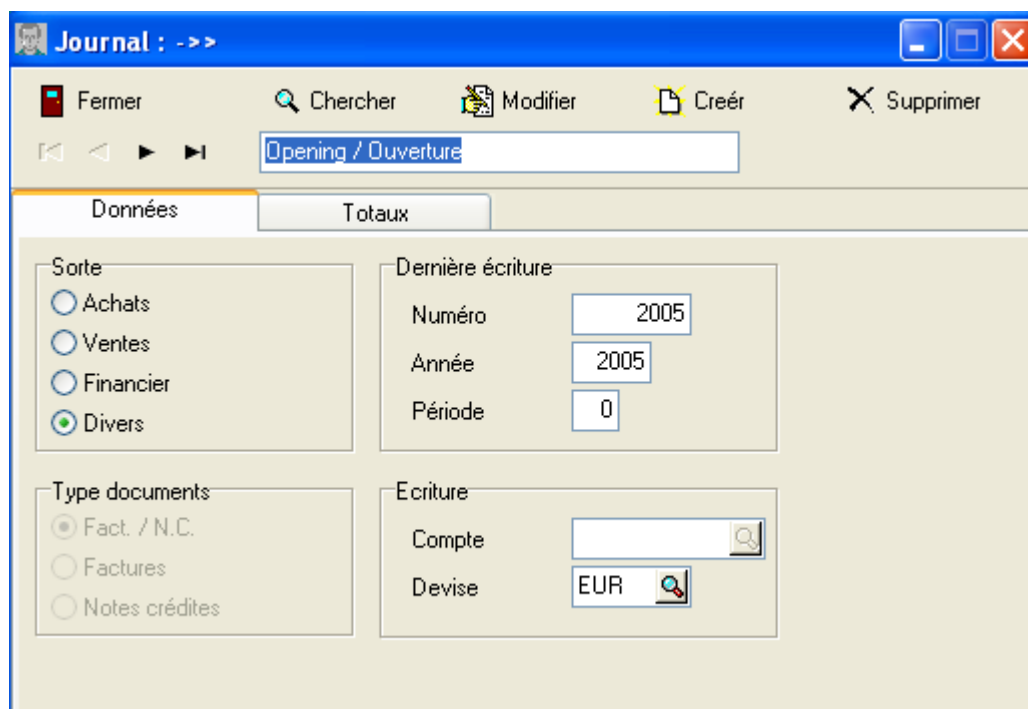 Journal : ->>
Fermer Chercher Modifier Creér Supprimer
Opening / Ouverture
Données Totaux
Sorte
Achats
Ventes
Financier
Divers
Dernière écriture
Numéro 2005
Année 2005
Période 0
Type documents
Fact. / N.C.
Factures
Notes crédites
Ecriture
Compte
Devise EUR